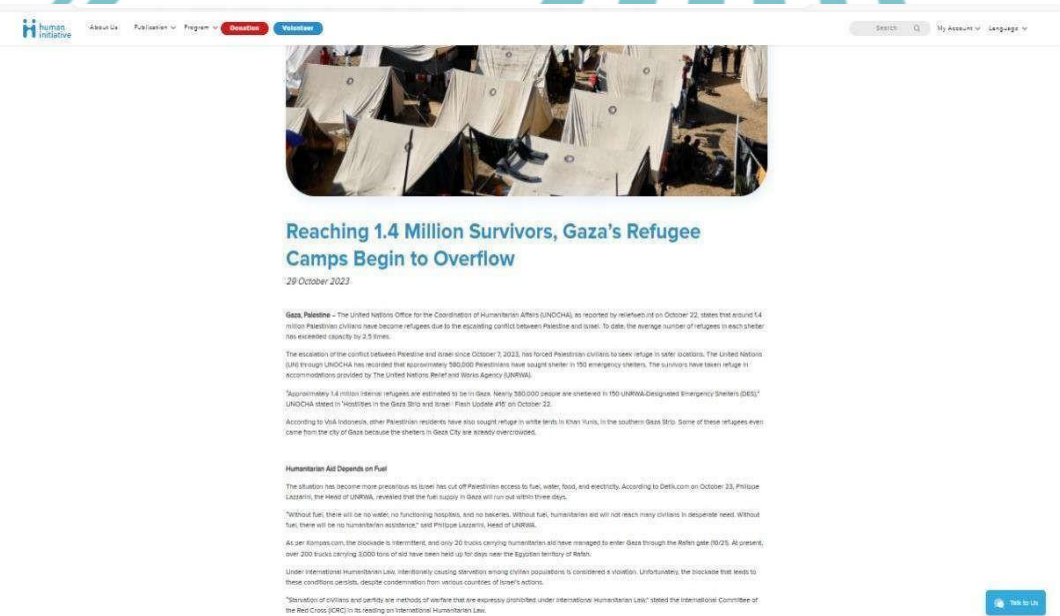 human
initiative
About Us
Publication
Program
Donation
Volunteer
Search
My Account
Language
Reaching 1.4 Million Survivors, Gaza's Refugee
Camps Begin to Overflow
29 October 2023
Gaza, Palestine – The United Nations Office for the Coordination of Humanitarian Affairs (UNOCHA), as reported by reliefweb.int on October 22, states that around 1.4
million Palestinian civilians have become refugees due to the escalating conflict between Palestine and Israel. To date, the average number of refugees in each shelter
has exceeded capacity by 2.5 times.
The escalation of the conflict between Palestine and Israel since October 7, 2023, has forced Palestinian civilians to seek refuge in safer locations. The United Nations
(UN) through UNOCHA has recorded that approximately 580,000 Palestinians have sought shelter in 150 emergency shelters. The survivors have taken refuge in
accommodations provided by The United Nations Relief and Works Agency (UNRWA).
"Approximately 1.4 million internal refugees are estimated to be in Gaza. Nearly 580,000 people are sheltered in 150 UNRWA-Designated Emergency Shelters (DES),"
UNOCHA stated in 'Hostilities in the Gaza Strip and Israel - Flash Update #16' on October 22.
According to VoA Indonesia, other Palestinian residents have also sought refuge in white tents in Khan Yunis, in the southern Gaza Strip. Some of these refugees even
came from the city of Gaza because the shelters in Gaza City are already overcrowded.
Humanitarian Aid Depends on Fuel
The situation has become more precarious as Israel has cut off Palestinian access to fuel, water, food, and electricity. According to Detik.com on October 23, Philippe
Lazzarini, the Head of UNRWA, revealed that the fuel supply in Gaza will run out within three days.
"Without fuel, there will be no water, no functioning hospitals, and no bakeries. Without fuel, humanitarian aid will not reach many civilians in desperate need. Without
fuel, there will be no humanitarian assistance," said Philippe Lazzarini, Head of UNRWA.
As per Kompas.com, the blockade is intermittent, and only 20 trucks carrying humanitarian aid have managed to enter Gaza through the Rafah gate (10/21). At present,
over 200 trucks carrying 3,000 tons of aid have been held up for days near the Egyptian territory of Rafah.
Under International Humanitarian Law, intentionally causing starvation among civilian populations is considered a violation. Unfortunately, the blockade that leads to
these conditions persists, despite condemnation from various countries of Israel's actions.
"Starvation of civilians and perfidy are methods of warfare that are expressly prohibited under International Humanitarian Law," stated the International Committee of
the Red Cross (ICRC) in its reading on International Humanitarian Law.
Talk to Us